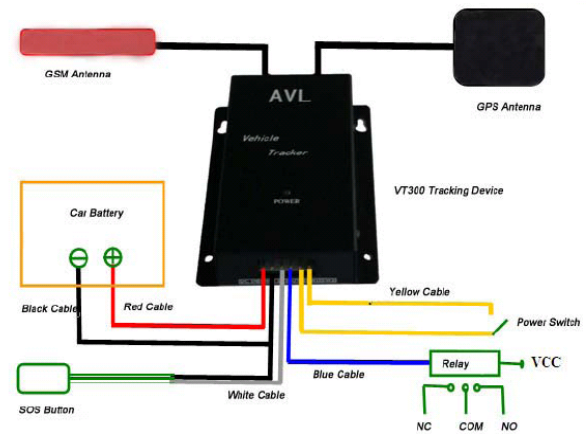 GSM Antenna
GPS Antenna
AVL
Vehicle
Tracker
POWER
VT300 Tracking Device
Car Battery
Black Cable
Red Cable
Yellow Cable
Power Switch
Relay
VCC
Blue Cable
White Cable
SOS Button
NC
COM
NO